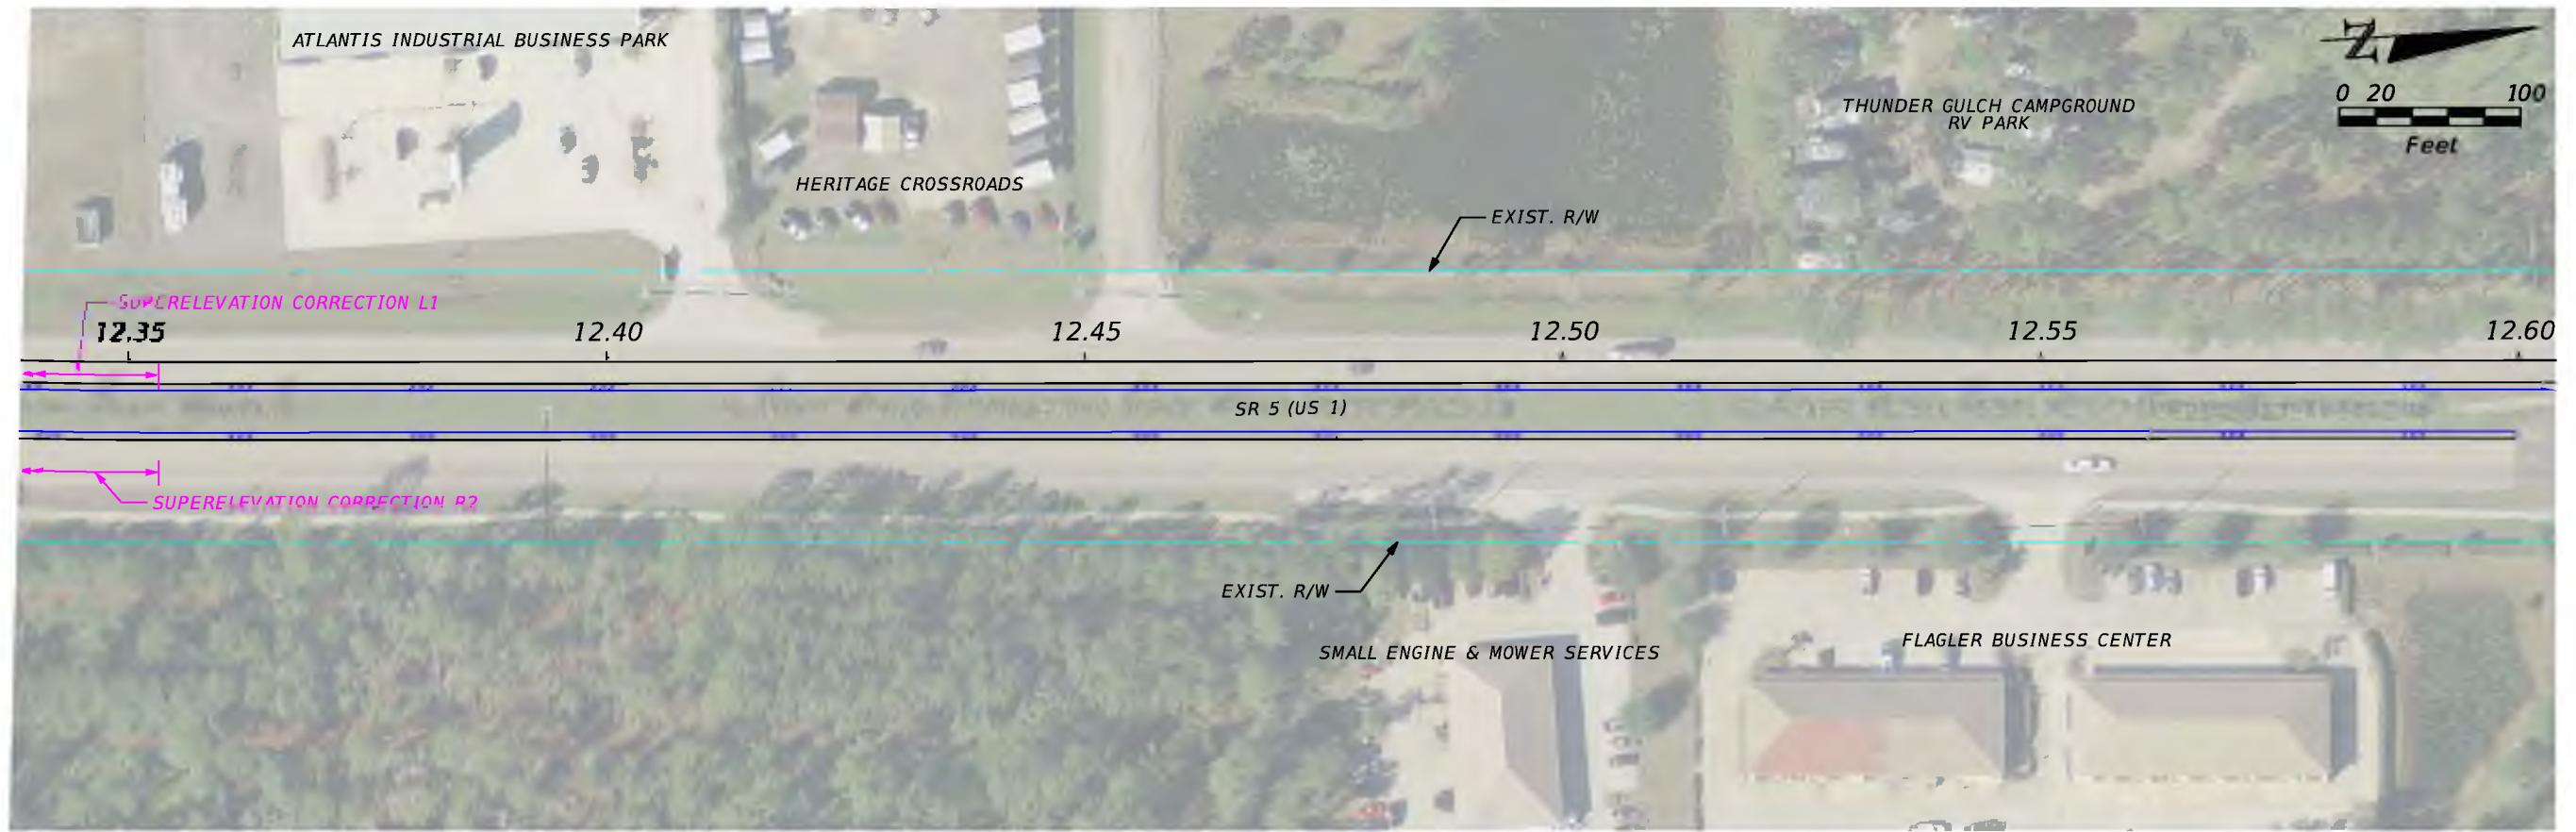 ATLANTIS INDUSTRIAL BUSINESS PARK
Z
0 20 100
Feet
THUNDER GULCH CAMPGROUND
RV PARK
HERITAGE CROSSROADS
EXIST. R/W
SUPERELEVATION CORRECTION L1
12.35 12.40 12.45 12.50 12.55 12.60
SR 5 (US 1)
SUPERELEVATION CORRECTION R2
EXIST. R/W
SMALL ENGINE & MOWER SERVICES
FLAGLER BUSINESS CENTER